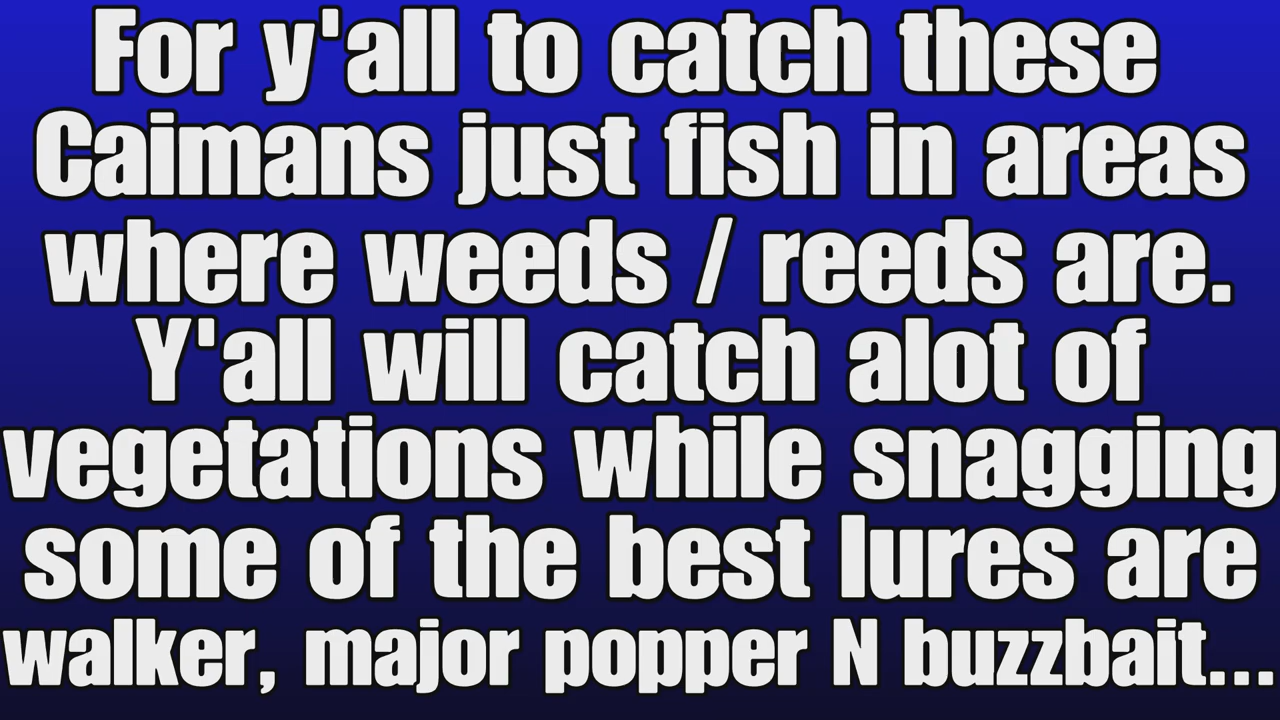 For y'all to catch these
Caimans just fish in areas
where weeds / reeds are.
Y'all will catch alot of
vegetations while snagging
some of the best lures are
walker, major popper N buzzbait...